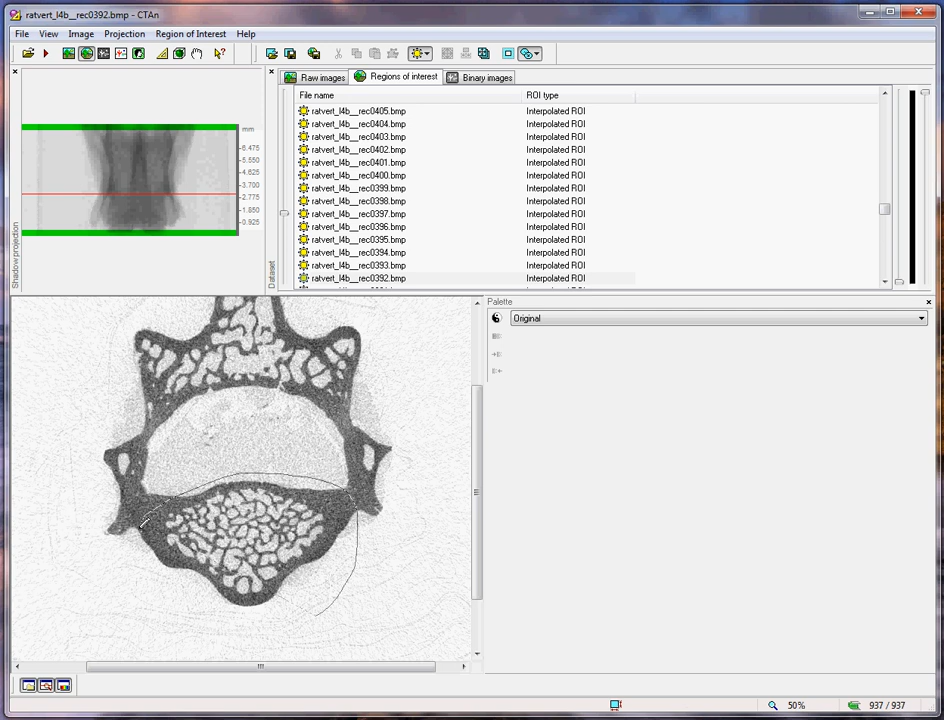 ratvert_l4b__rec0392.bmp - CTAn
File View Image Projection Region of Interest Help
Raw images Regions of interest Binary images
File name ROI type
ratvert_l4b__rec0405.bmp Interpolated ROI
ratvert_l4b__rec0404.bmp Interpolated ROI
ratvert_l4b__rec0403.bmp Interpolated ROI
ratvert_l4b__rec0402.bmp Interpolated ROI
ratvert_l4b__rec0401.bmp Interpolated ROI
ratvert_l4b__rec0400.bmp Interpolated ROI
ratvert_l4b__rec0399.bmp Interpolated ROI
ratvert_l4b__rec0398.bmp Interpolated ROI
ratvert_l4b__rec0397.bmp Interpolated ROI
ratvert_l4b__rec0396.bmp Interpolated ROI
ratvert_l4b__rec0395.bmp Interpolated ROI
ratvert_l4b__rec0394.bmp Interpolated ROI
ratvert_l4b__rec0393.bmp Interpolated ROI
ratvert_l4b__rec0392.bmp Interpolated ROI
mm
6.475
5.550
4.625
3.700
2.775
1.850
0.925
Shadow projection
Dataset
Palette
Original
50% 937 / 937